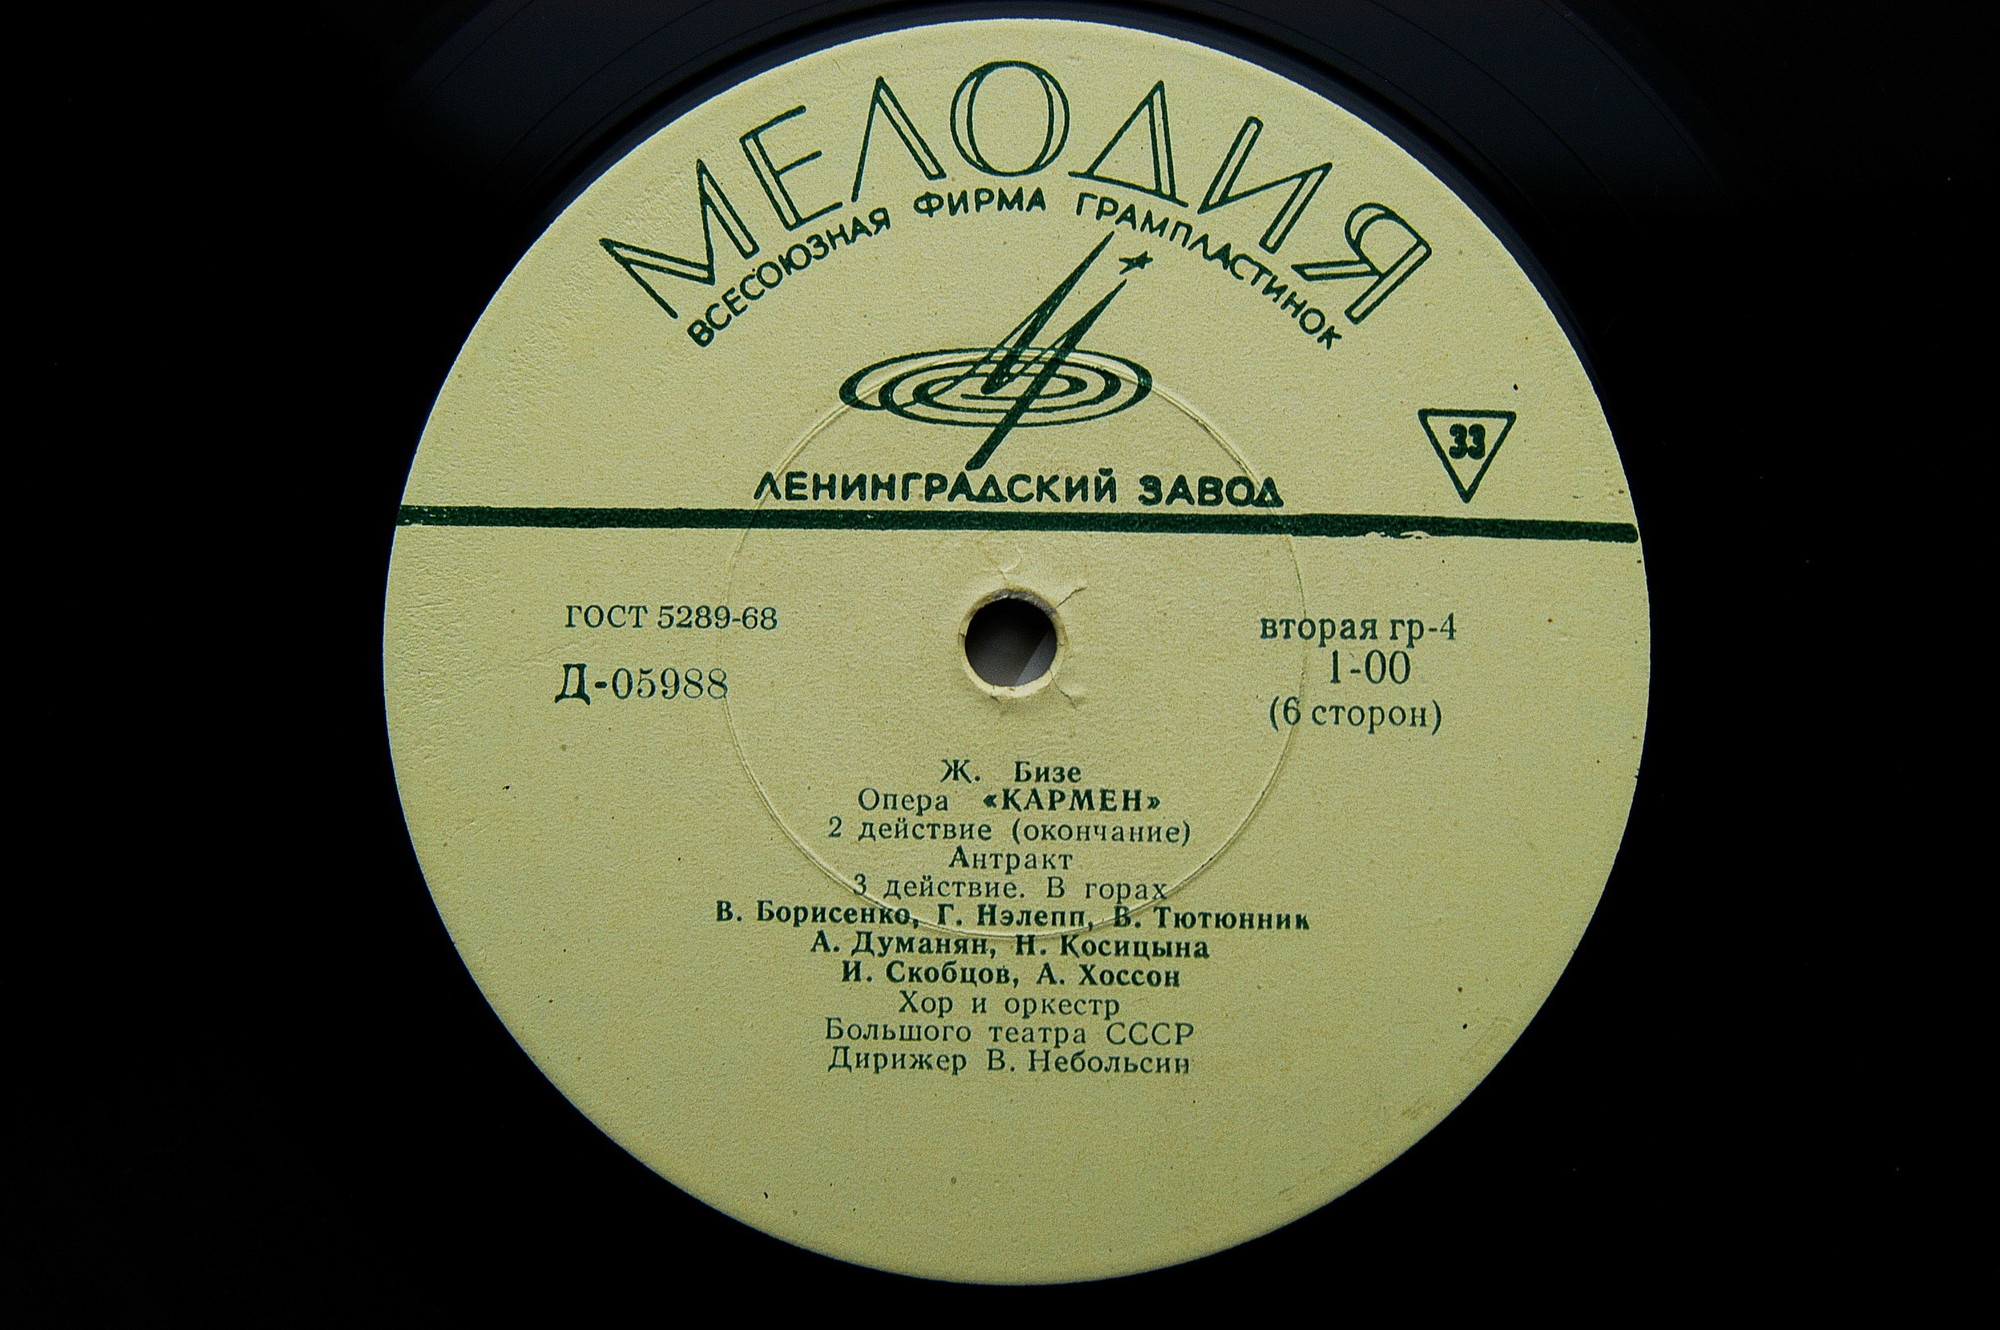 МЕЛОДИЯ
ВСЕСОЮЗНАЯ ФИРМА ГРАМПЛАСТИНОК
33
ЛЕНИНГРАДСКИЙ ЗАВОД
ГОСТ 5289-68
Д-05988
вторая гр-4
1-00
(6 сторон)
Ж. Бизе
Опера «КАРМЕН»
2 действие (окончание)
Антракт
3 действие. В горах
В. Борисенко, Г. Нэлепп, В. Тютюнник
А. Думанян, Н. Косицына
И. Скобцов, А. Хоссон
Хор и оркестр
Большого театра СССР
Дирижер В. Небольсин